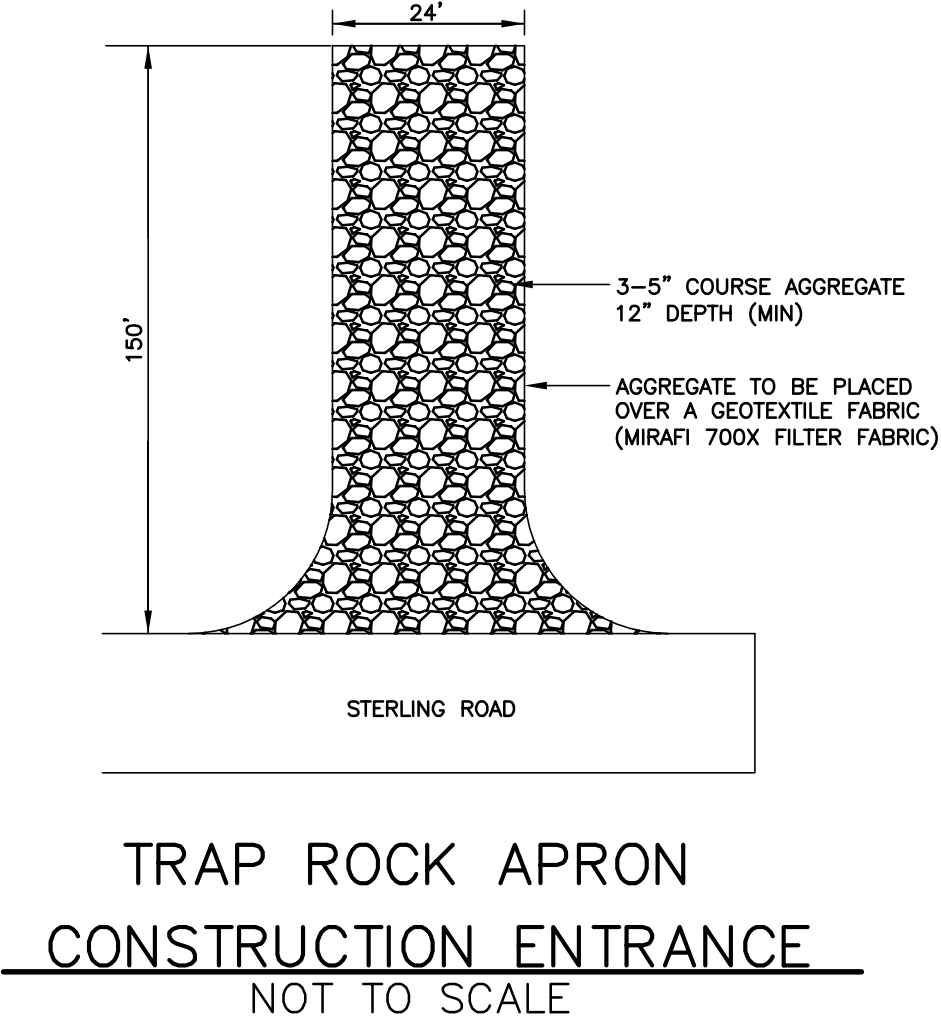 24'
150'
3-5" COURSE AGGREGATE
12" DEPTH (MIN)
AGGREGATE TO BE PLACED
OVER A GEOTEXTILE FABRIC
(MIRAFI 700X FILTER FABRIC)
STERLING ROAD
TRAP ROCK APRON
CONSTRUCTION ENTRANCE
NOT TO SCALE